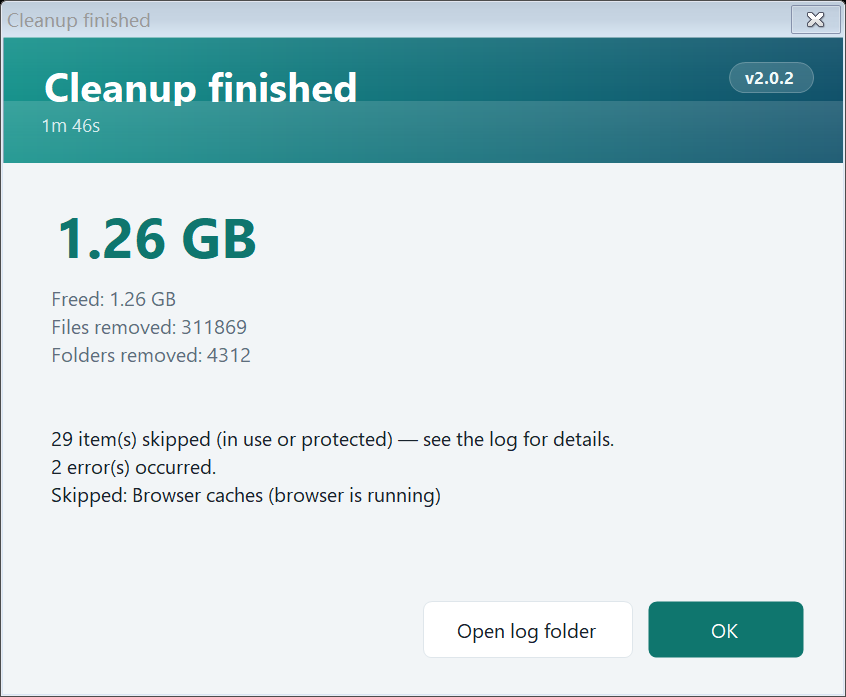 Cleanup finished
Cleanup finished
v2.0.2
1m 46s
1.26 GB
Freed: 1.26 GB
Files removed: 311869
Folders removed: 4312
29 item(s) skipped (in use or protected) — see the log for details.
2 error(s) occurred.
Skipped: Browser caches (browser is running)
Open log folder
OK